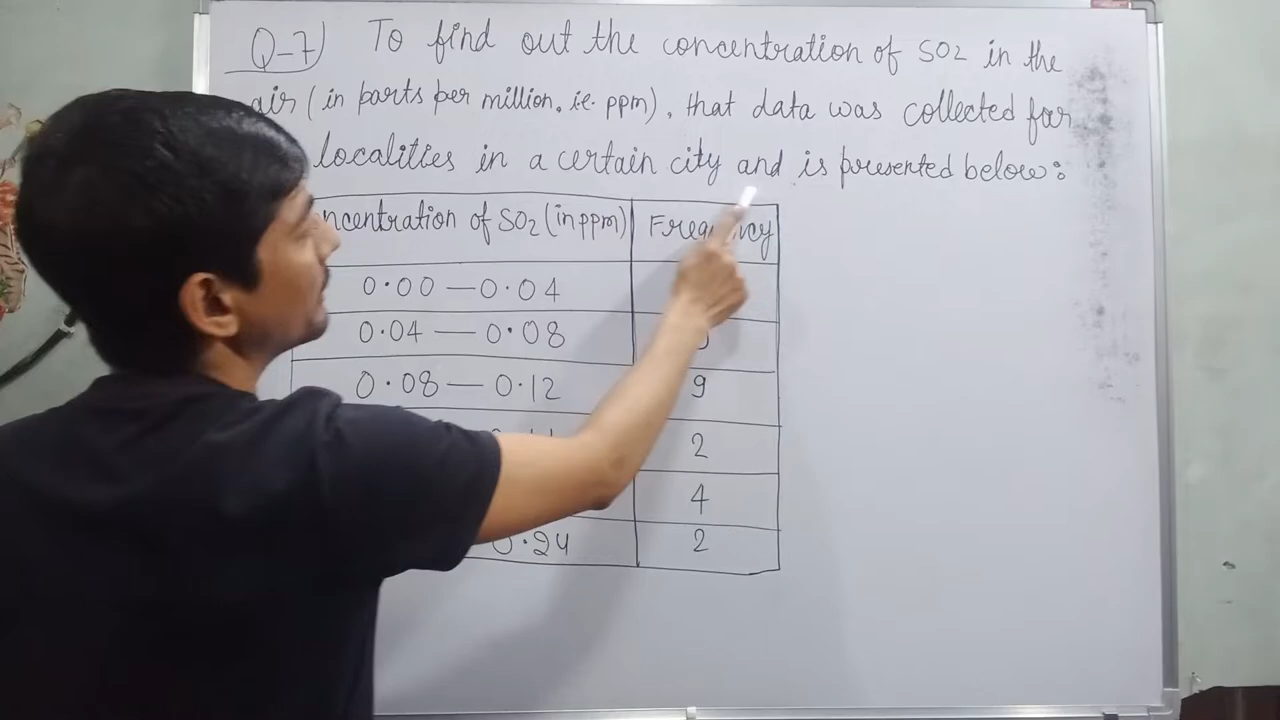 Q-7) To find out the concentration of SO2 in the
air (in parts per million. i.e. ppm), that data was collected for
localities in a certain city and is presented below:
of SO2 (in ppm)
0.00 — 0.04
0.04 — 0.08
0.08 — 0.12 9
2
4
0.24 2